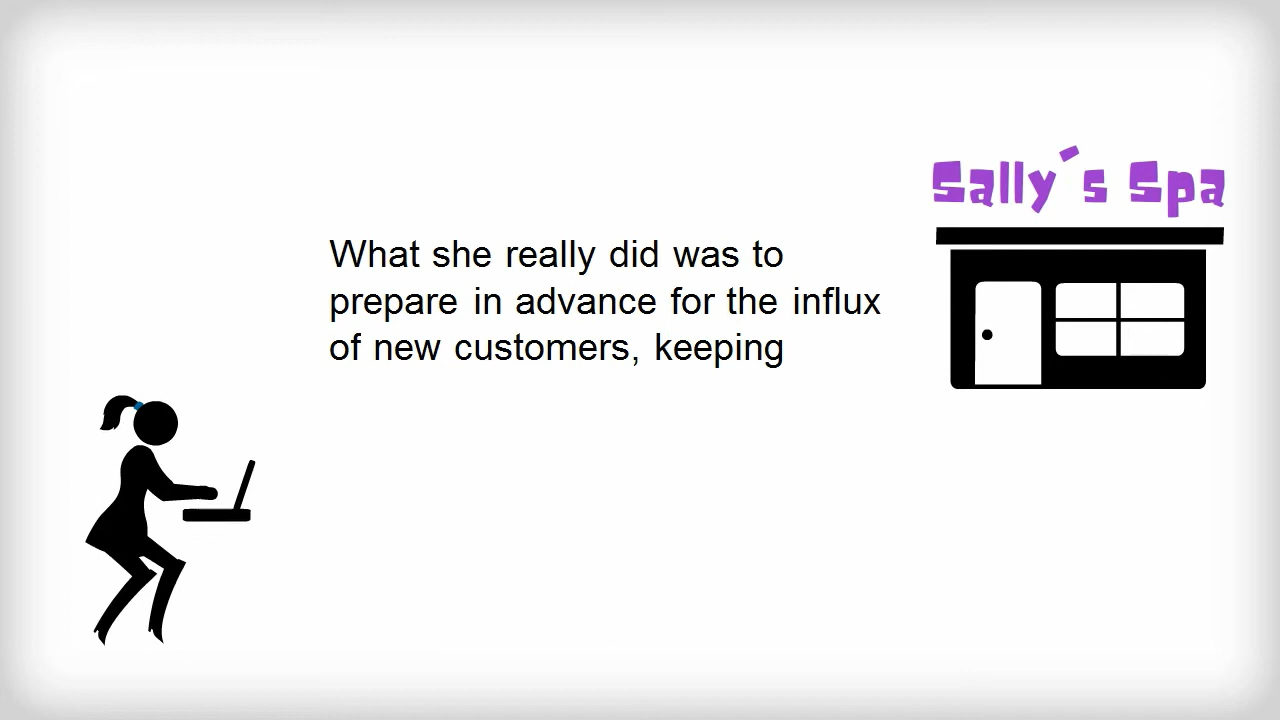 Sally´s Spa
What she really did was to
prepare in advance for the influx
of new customers, keeping